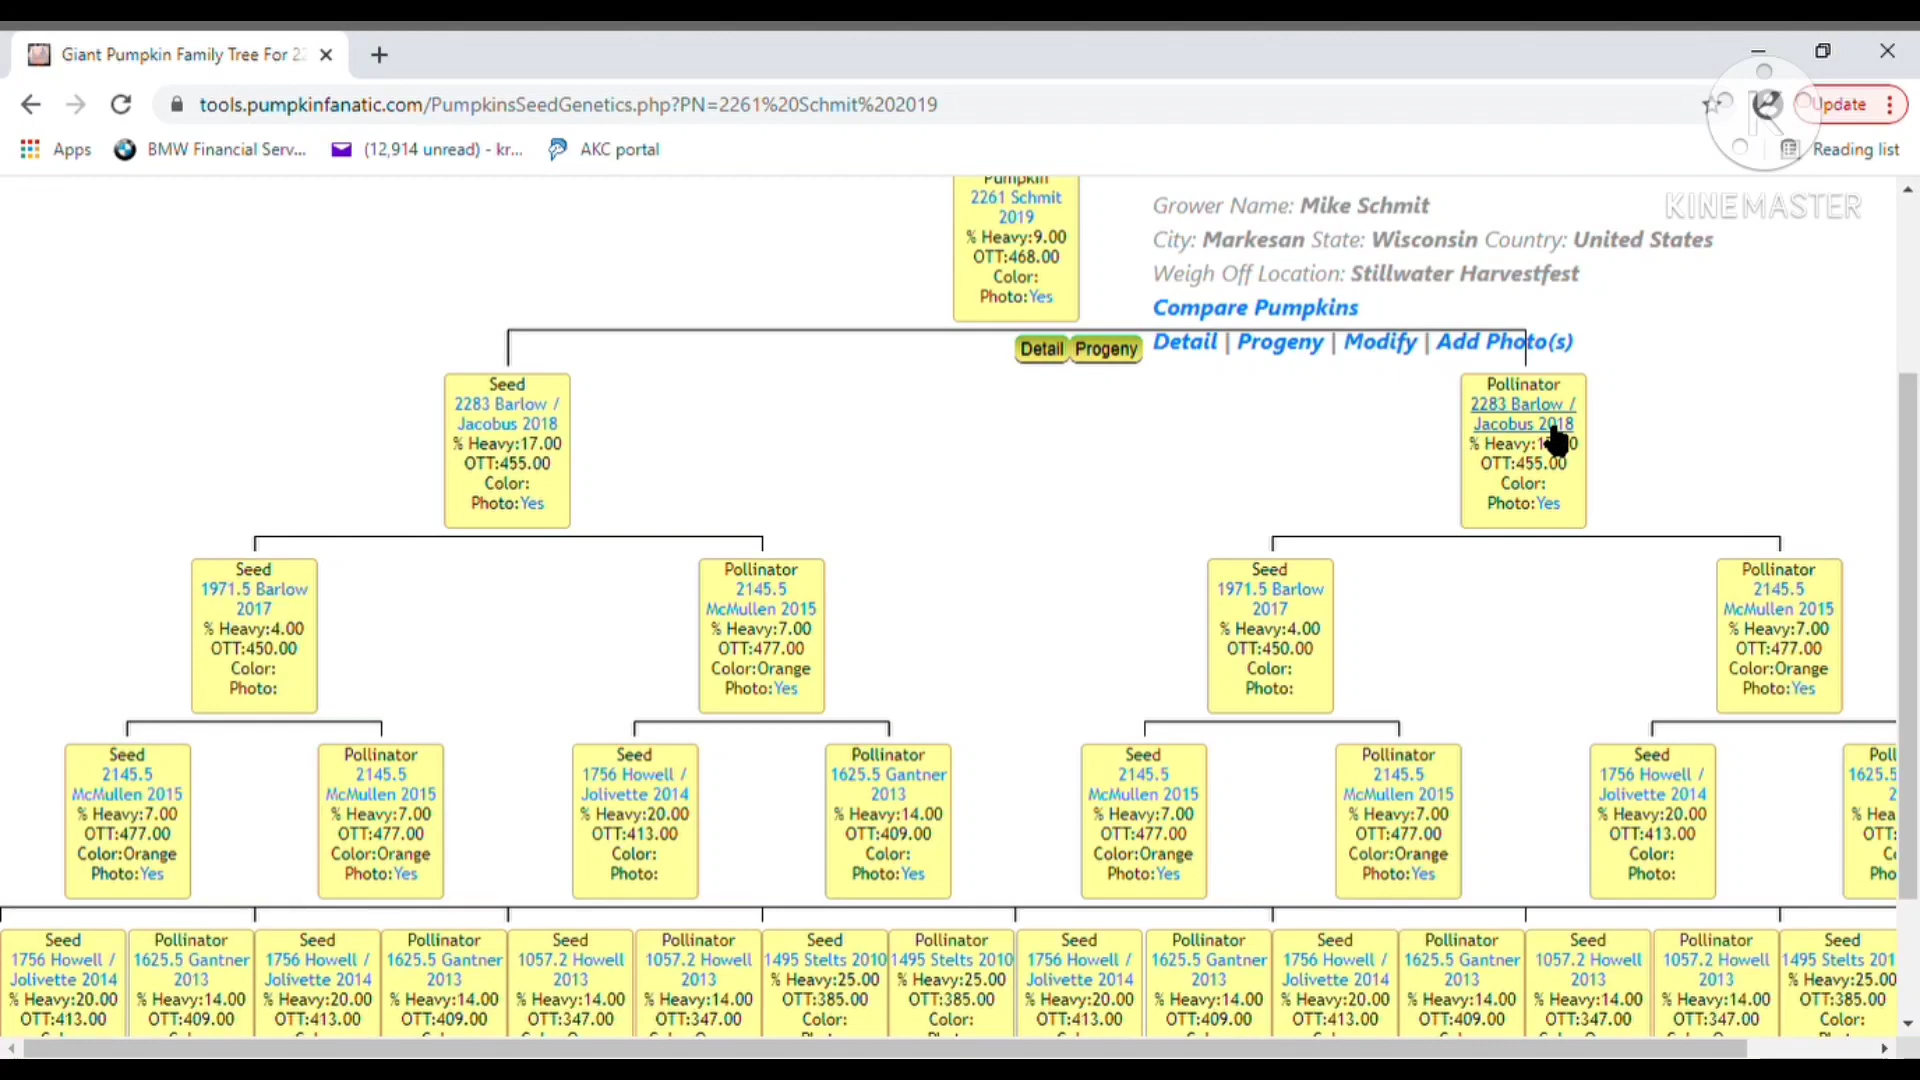 Giant Pumpkin Family Tree For 22
tools.pumpkinfanatic.com/PumpkinsSeedGenetics.php?PN=2261%20Schmit%202019
Update
Apps
BMW Financial Serv...
(12,914 unread) - kr...
AKC portal
Reading list
KINEMASTER
Pumpkin
2261 Schmit
2019
% Heavy:9.00
OTT:468.00
Color:
Photo:Yes
Grower Name: Mike Schmit
City: Markesan State: Wisconsin Country: United States
Weigh Off Location: Stillwater Harvestfest
Compare Pumpkins
Detail | Progeny | Modify | Add Photo(s)
Detail Progeny
Seed
2283 Barlow /
Jacobus 2018
% Heavy:17.00
OTT:455.00
Color:
Photo:Yes
Pollinator
2283 Barlow /
Jacobus 2018
% Heavy:
OTT:455.00
Color:
Photo:Yes
Seed
1971.5 Barlow
2017
% Heavy:4.00
OTT:450.00
Color:
Photo:
Pollinator
2145.5
McMullen 2015
% Heavy:7.00
OTT:477.00
Color:Orange
Photo:Yes
Seed
1971.5 Barlow
2017
% Heavy:4.00
OTT:450.00
Color:
Photo:
Pollinator
2145.5
McMullen 2015
% Heavy:7.00
OTT:477.00
Color:Orange
Photo:Yes
Seed
2145.5
McMullen 2015
% Heavy:7.00
OTT:477.00
Color:Orange
Photo:Yes
Pollinator
2145.5
McMullen 2015
% Heavy:7.00
OTT:477.00
Color:Orange
Photo:Yes
Seed
1756 Howell /
Jolivette 2014
% Heavy:20.00
OTT:413.00
Color:
Photo:
Pollinator
1625.5 Gantner
2013
% Heavy:14.00
OTT:409.00
Color:
Photo:Yes
Seed
2145.5
McMullen 2015
% Heavy:7.00
OTT:477.00
Color:Orange
Photo:Yes
Pollinator
2145.5
McMullen 2015
% Heavy:7.00
OTT:477.00
Color:Orange
Photo:Yes
Seed
1756 Howell /
Jolivette 2014
% Heavy:20.00
OTT:413.00
Color:
Photo:
Poll
1625.5
2
% Hea
OTT:
Co
Pho
Seed
1756 Howell /
Jolivette 2014
% Heavy:20.00
OTT:413.00
Pollinator
1625.5 Gantner
2013
% Heavy:14.00
OTT:409.00
Seed
1756 Howell /
Jolivette 2014
% Heavy:20.00
OTT:413.00
Pollinator
1625.5 Gantner
2013
% Heavy:14.00
OTT:409.00
Seed
1057.2 Howell
2013
% Heavy:14.00
OTT:347.00
Pollinator
1057.2 Howell
2013
% Heavy:14.00
OTT:347.00
Seed
1495 Stelts 2010
% Heavy:25.00
OTT:385.00
Color:
Pollinator
1495 Stelts 2010
% Heavy:25.00
OTT:385.00
Color:
Seed
1756 Howell /
Jolivette 2014
% Heavy:20.00
OTT:413.00
Pollinator
1625.5 Gantner
2013
% Heavy:14.00
OTT:409.00
Seed
1756 Howell /
Jolivette 2014
% Heavy:20.00
OTT:413.00
Pollinator
1625.5 Gantner
2013
% Heavy:14.00
OTT:409.00
Seed
1057.2 Howell
2013
% Heavy:14.00
OTT:347.00
Pollinator
1057.2 Howell
2013
% Heavy:14.00
OTT:347.00
Seed
1495 Stelts 201
% Heavy:25.00
OTT:385.00
Color: